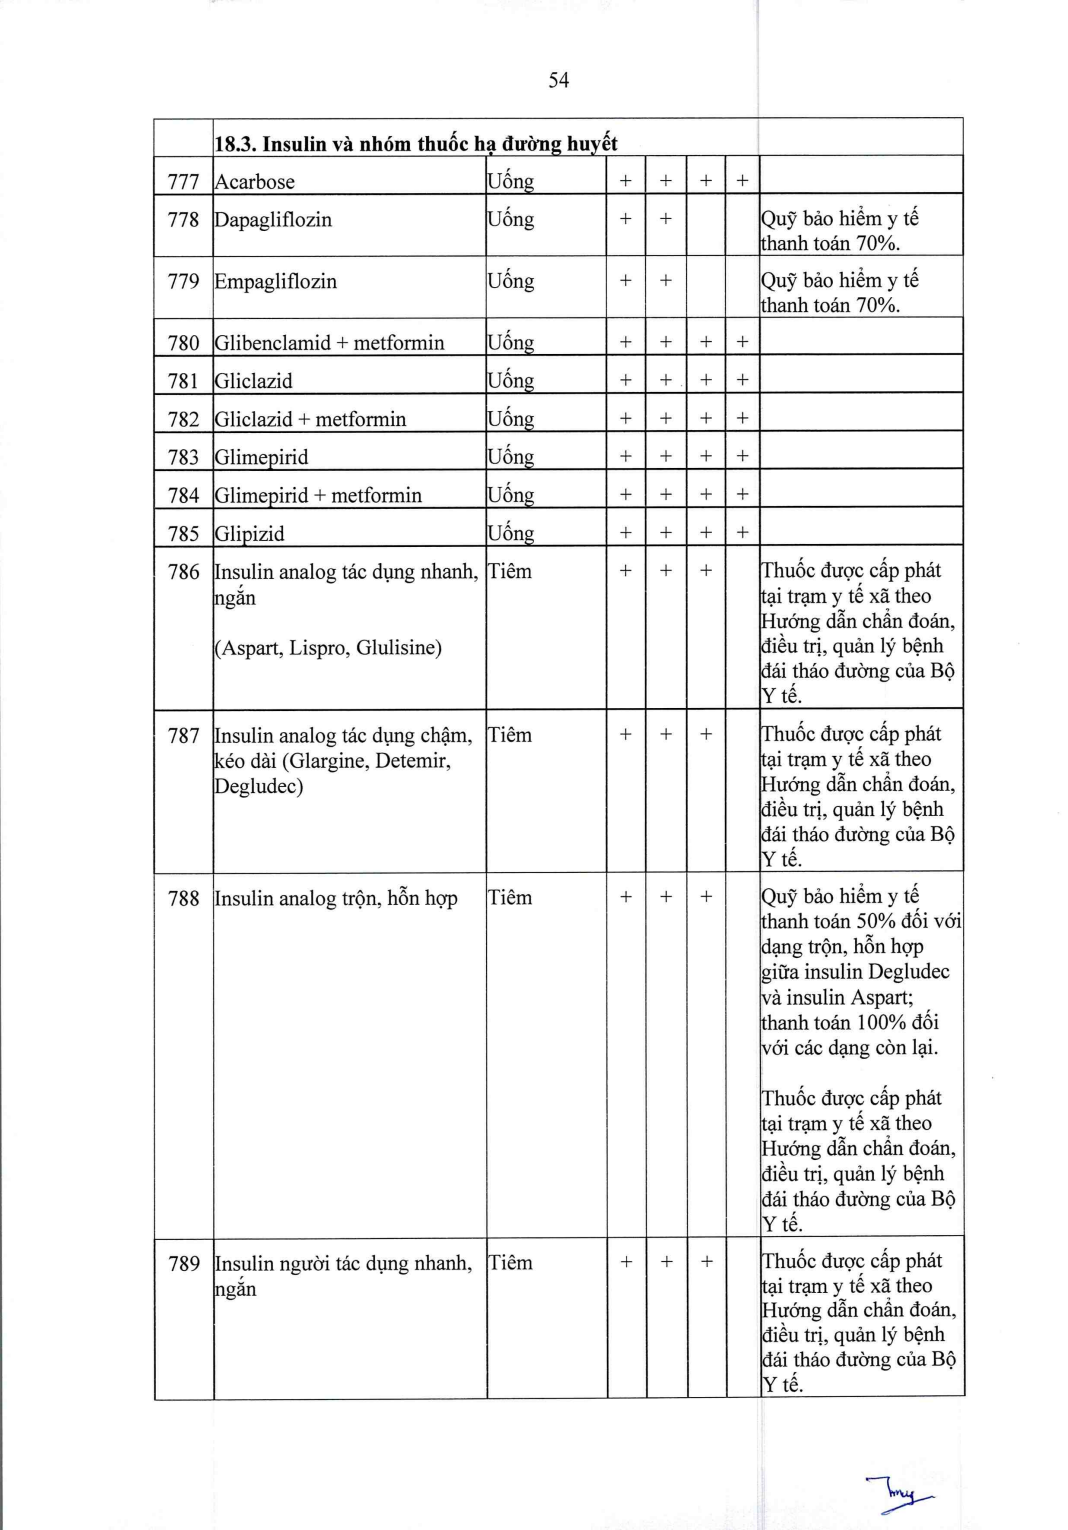 54
18.3. Insulin và nhóm thuốc hạ đường huyết
777 Acarbose Uống + + + +
778 Dapagliflozin Uống + + Quỹ bảo hiểm y tế
thanh toán 70%.
779 Empagliflozin Uống + + Quỹ bảo hiểm y tế
thanh toán 70%.
780 Glibenclamid + metformin Uống + + + +
781 Gliclazid Uống + + + +
782 Gliclazid + metformin Uống + + + +
783 Glimepirid Uống + + + +
784 Glimepirid + metformin Uống + + + +
785 Glipizid Uống + + + +
786 Insulin analog tác dụng nhanh, Tiêm + + + Thuốc được cấp phát
ngắn tại trạm y tế xã theo
Hướng dẫn chẩn đoán,
(Aspart, Lispro, Glulisine) điều trị, quản lý bệnh
đái tháo đường của Bộ
Y tế.
787 Insulin analog tác dụng chậm, Tiêm + + + Thuốc được cấp phát
kéo dài (Glargine, Detemir, tại trạm y tế xã theo
Degludec) Hướng dẫn chẩn đoán,
điều trị, quản lý bệnh
đái tháo đường của Bộ
Y tế.
788 Insulin analog trộn, hỗn hợp Tiêm + + + Quỹ bảo hiểm y tế
thanh toán 50% đối với
dạng trộn, hỗn hợp
giữa insulin Degludec
và insulin Aspart;
thanh toán 100% đối
với các dạng còn lại.
Thuốc được cấp phát
tại trạm y tế xã theo
Hướng dẫn chẩn đoán,
điều trị, quản lý bệnh
đái tháo đường của Bộ
Y tế.
789 Insulin người tác dụng nhanh, Tiêm + + + Thuốc được cấp phát
ngắn tại trạm y tế xã theo
Hướng dẫn chẩn đoán,
điều trị, quản lý bệnh
đái tháo đường của Bộ
Y tế.